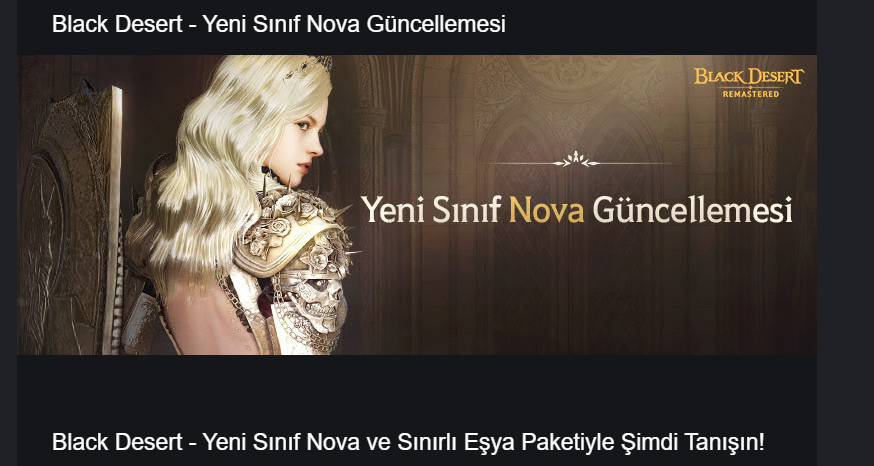 Black Desert - Yeni Sınıf Nova Güncellemesi
BLACK DESERT
REMASTERED
Yeni Sınıf Nova Güncellemesi
Black Desert - Yeni Sınıf Nova ve Sınırlı Eşya Paketiyle Şimdi Tanışın!